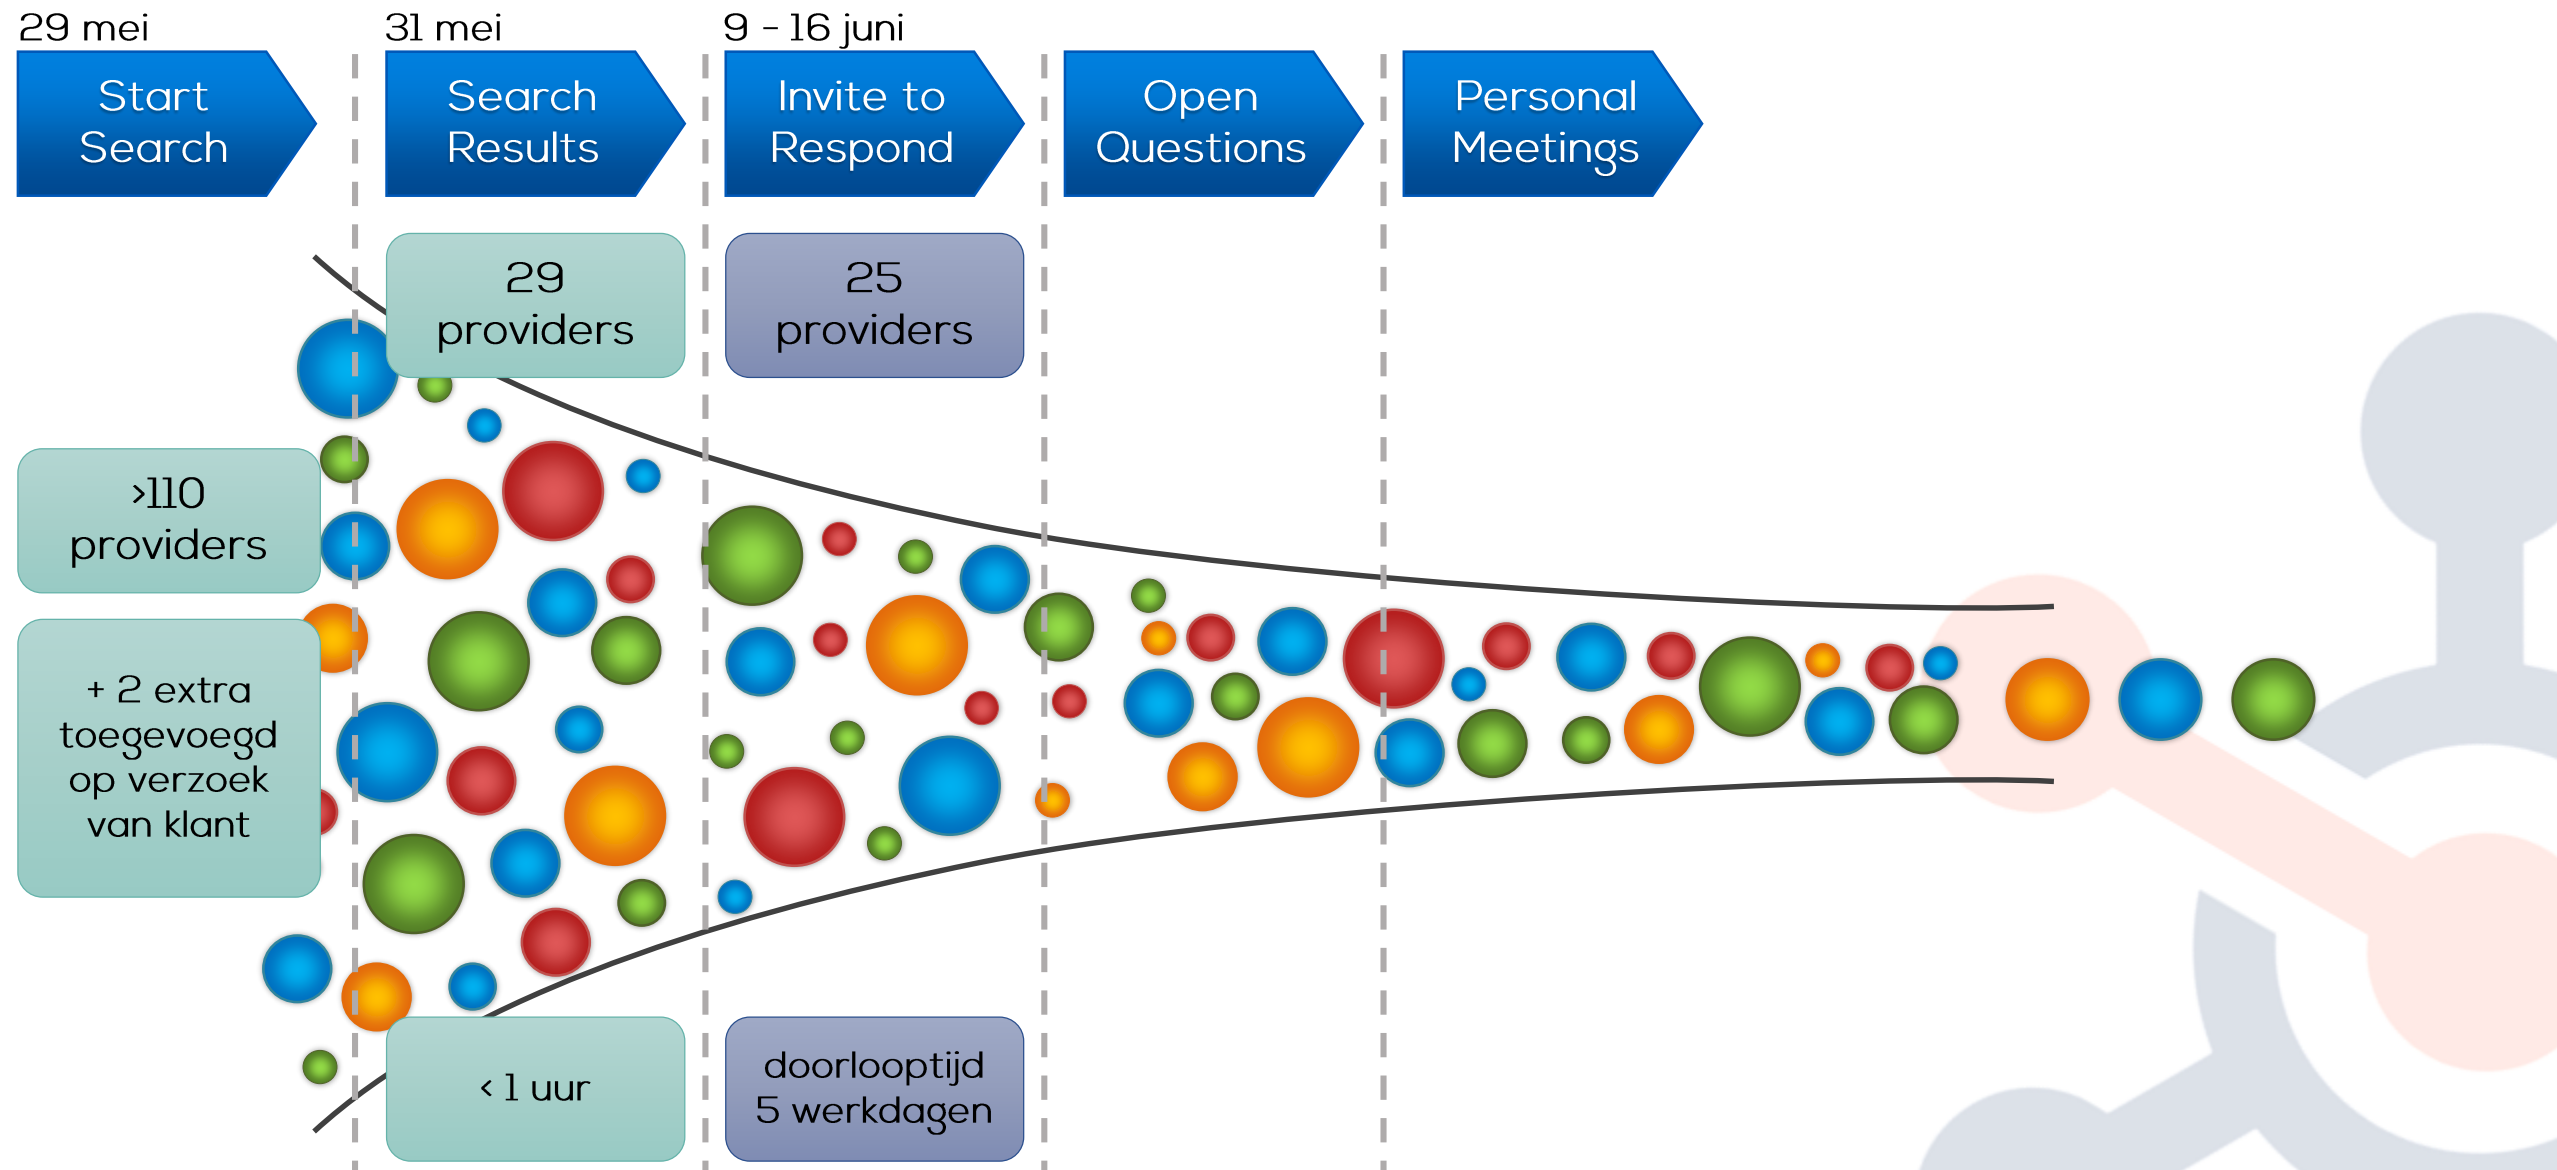 29 mei
31 mei
9 - 16 juni
Start
Search
Search
Results
Invite to
Respond
Open
Questions
Personal
Meetings
29
providers
25
providers
>110
providers
+ 2 extra
toegevoegd
op verzoek
van klant
< 1 uur
doorlooptijd
5 werkdagen